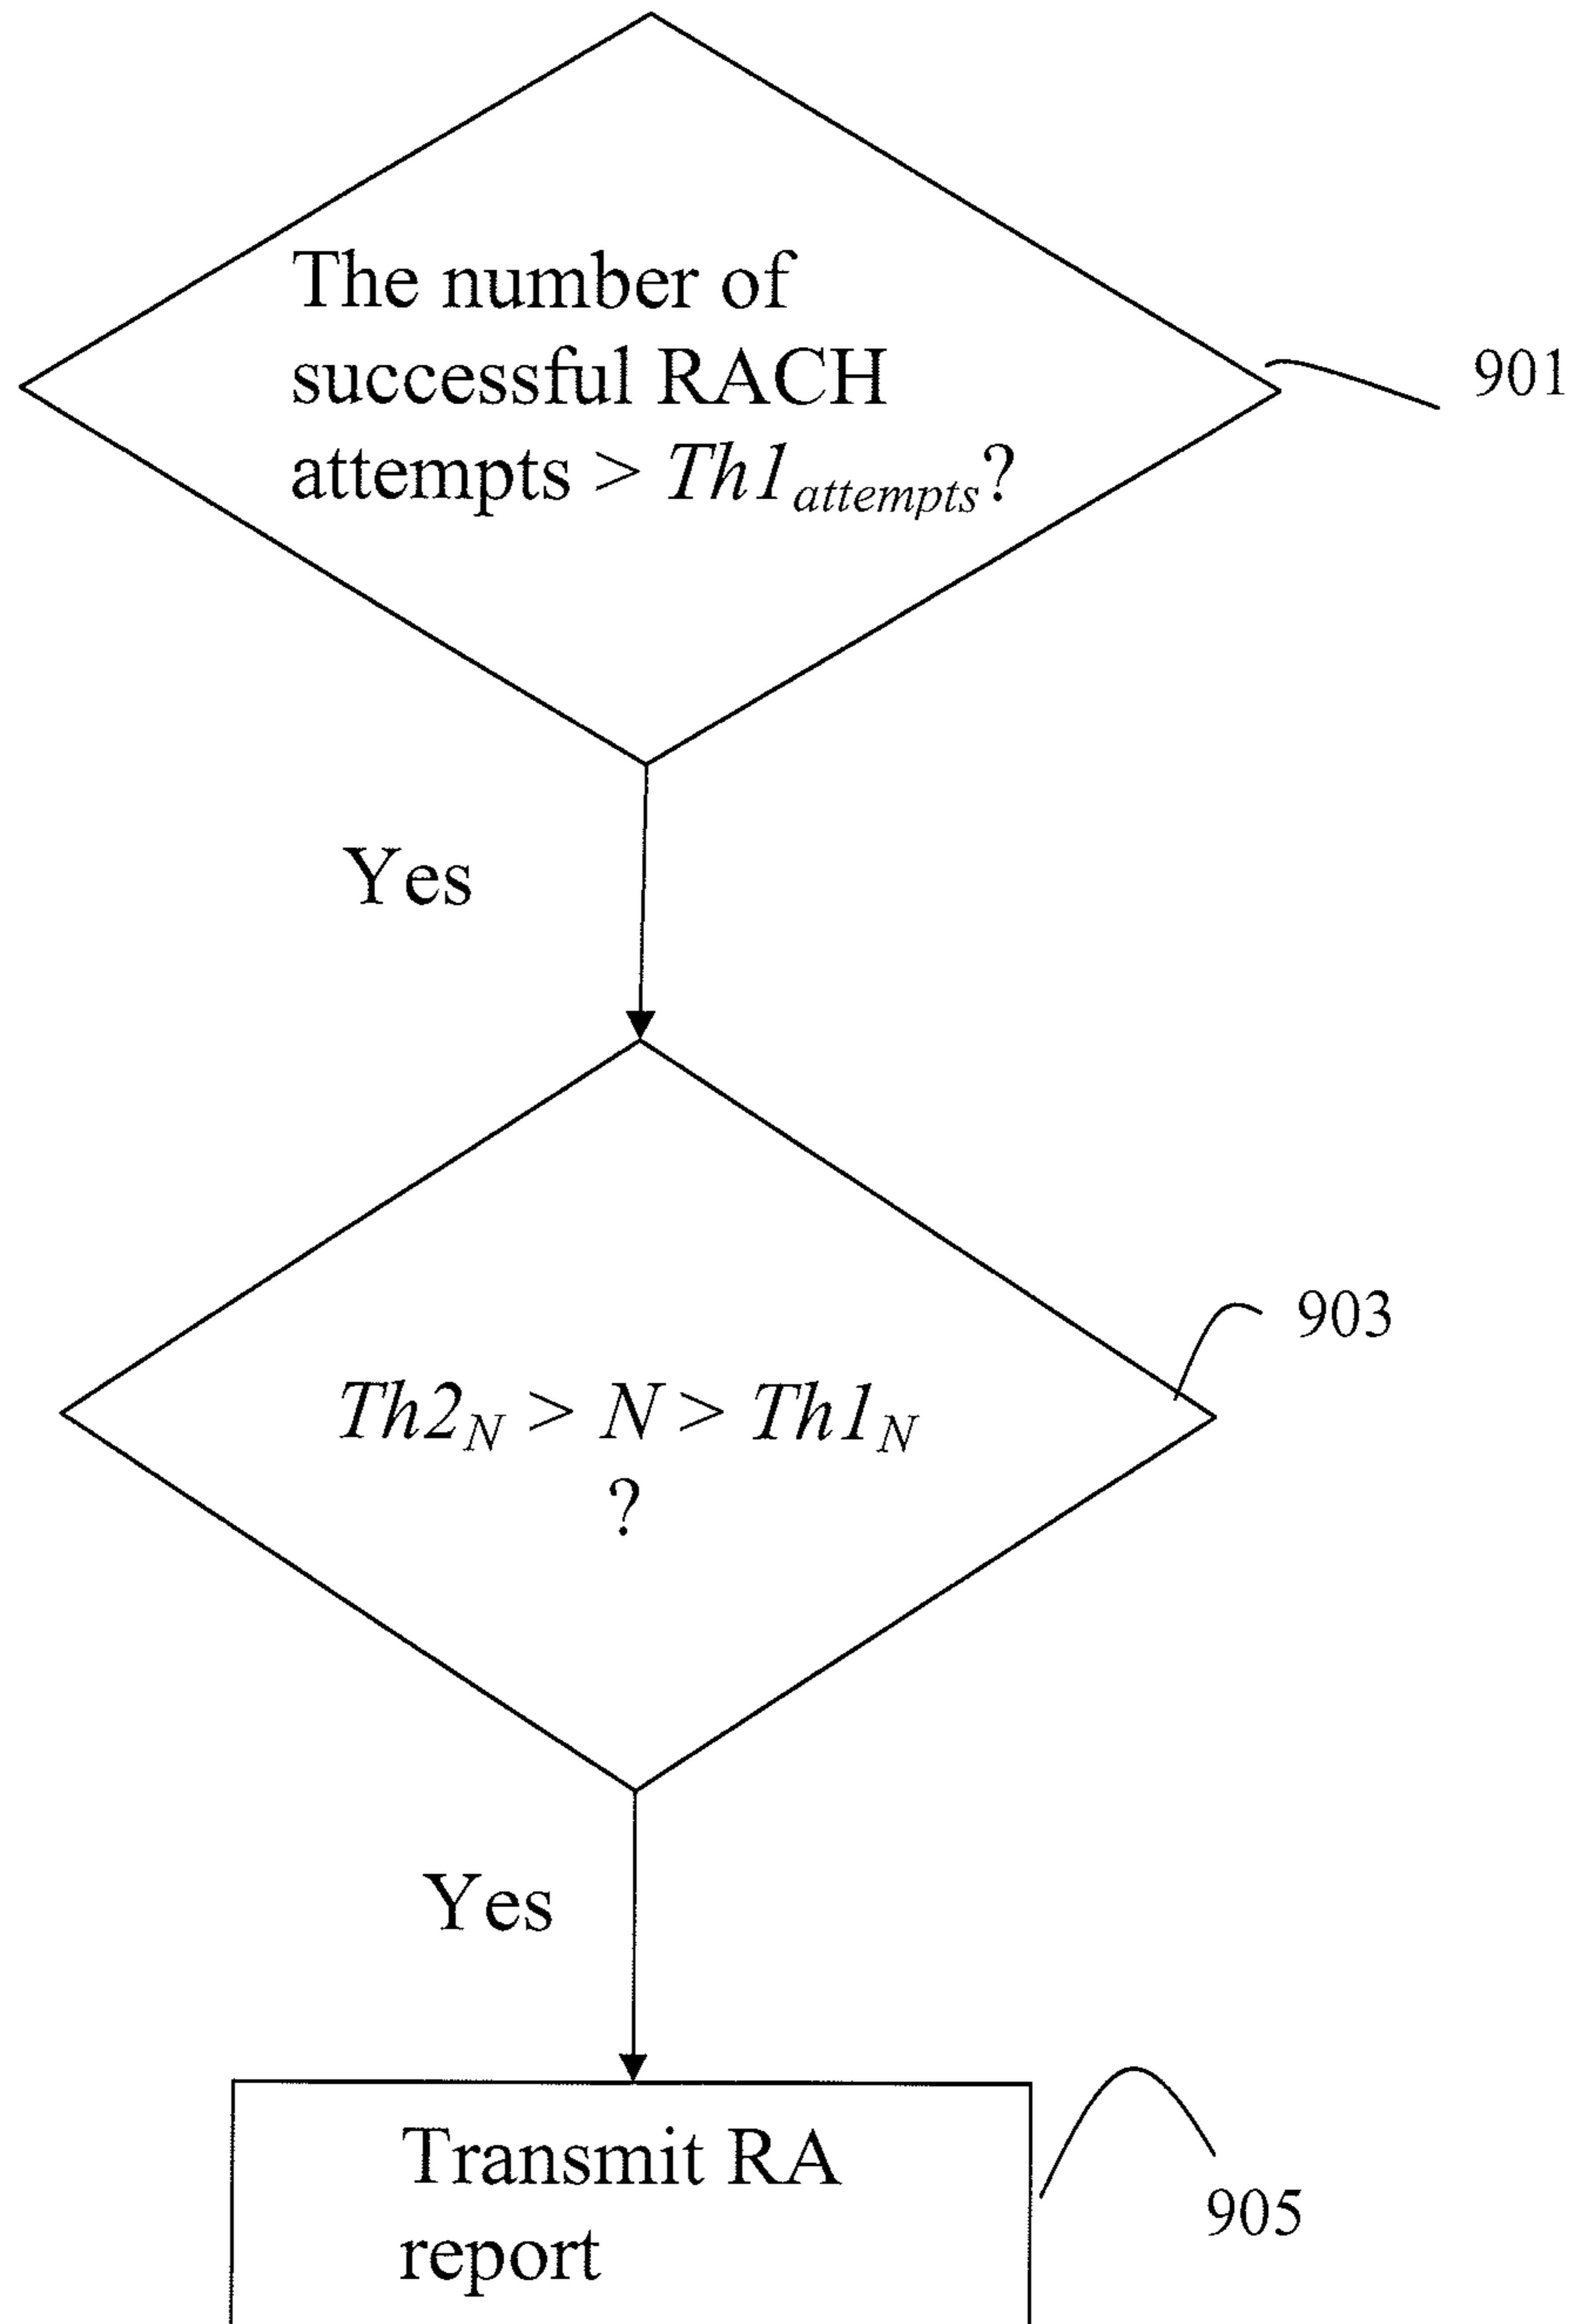 The number of
successful RACH
attempts > Th1attempts?
901
Yes
Th2N > N > Th1N
?
903
Yes
Transmit RA
report
905